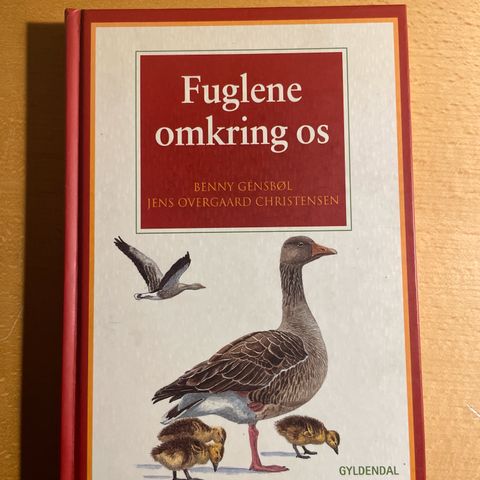 Fuglene
omkring os
BENNY GÉNSBØL
JENS OVERGAARD CHRISTENSEN
GYLDENDAL